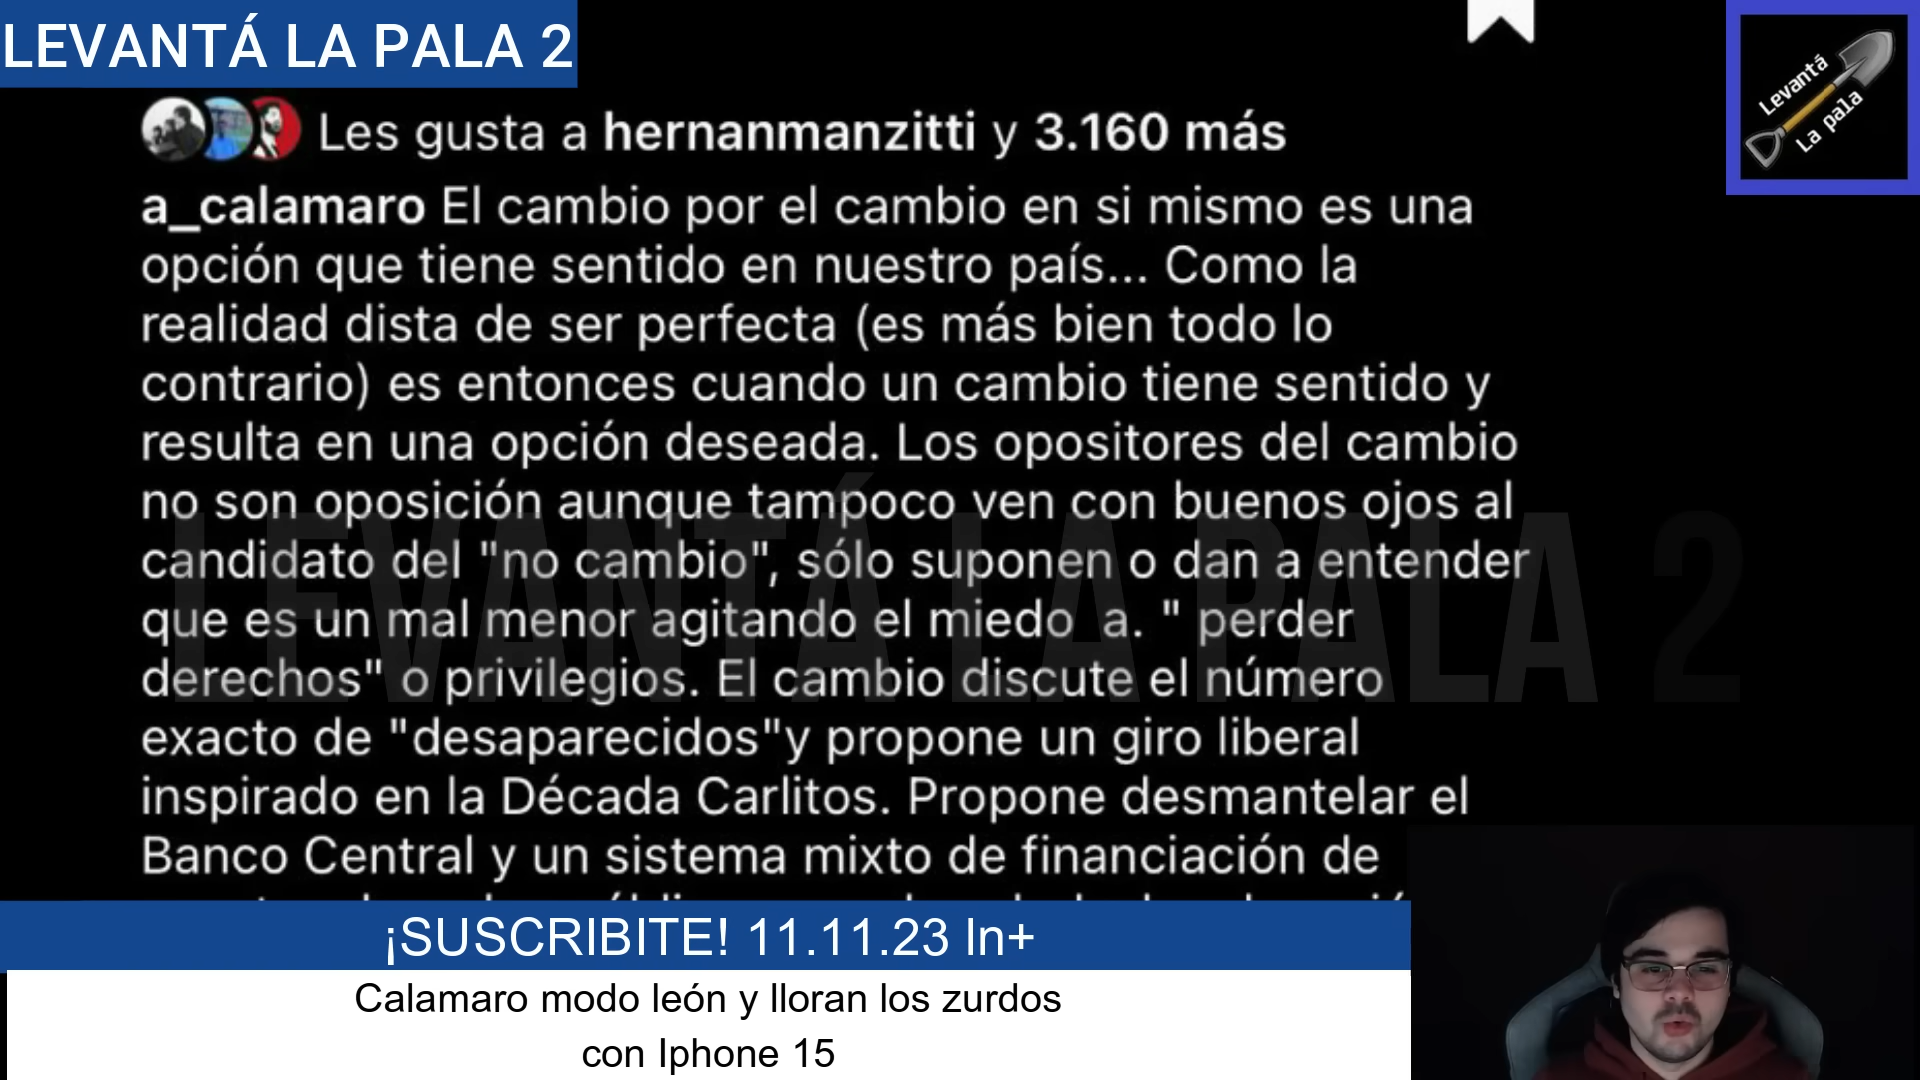 LEVANTÁ LA PALA 2
Levantá
La pala
Les gusta a hernanmanzitti y 3.160 más
a_calamaro El cambio por el cambio en si mismo es una
opción que tiene sentido en nuestro país... Como la
realidad dista de ser perfecta (es más bien todo lo
contrario) es entonces cuando un cambio tiene sentido y
resulta en una opción deseada. Los opositores del cambio
no son oposición aunque tampoco ven con buenos ojos al
candidato del "no cambio", sólo suponen o dan a entender
que es un mal menor agitando el miedo a. " perder
derechos" o privilegios. El cambio discute el número
exacto de "desaparecidos"y propone un giro liberal
inspirado en la Década Carlitos. Propone desmantelar el
Banco Central y un sistema mixto de financiación de
LEVANTÁ LA PALA 2
¡SUSCRIBITE! 11.11.23 ln+
Calamaro modo león y lloran los zurdos
con Iphone 15